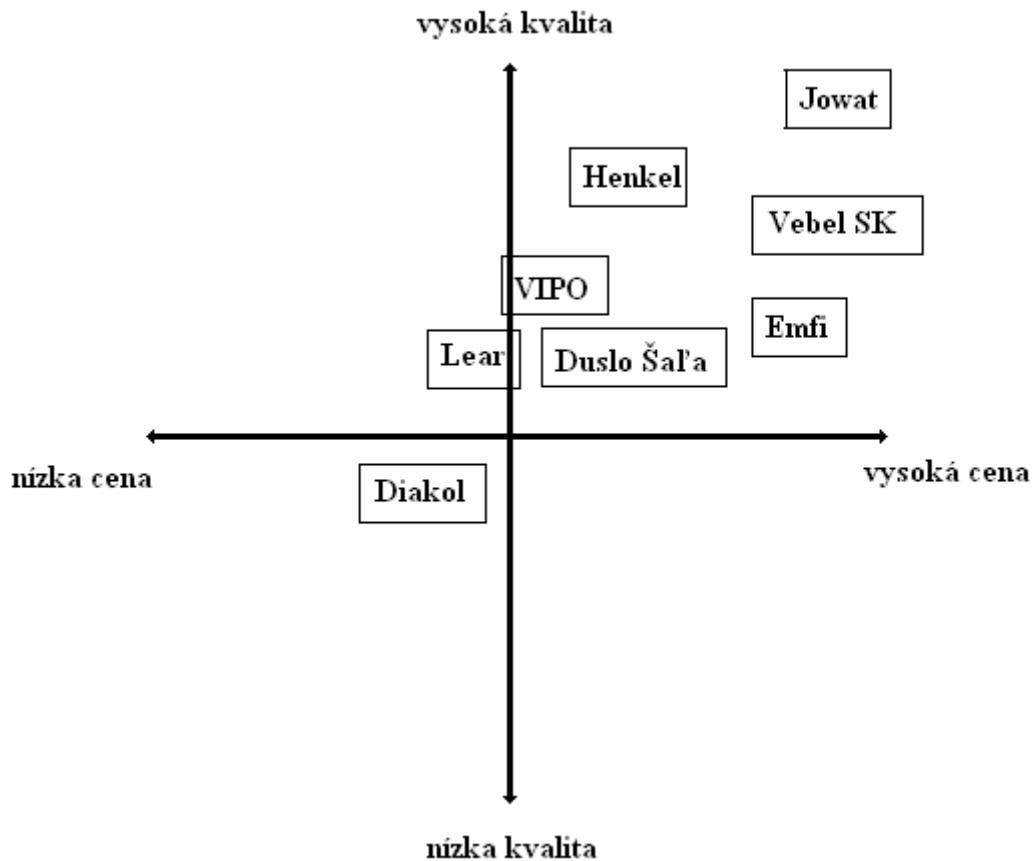 vysoká kvalita
Jowat
Henkel
Vebel SK
VIPO
Emfi
Lear
Duslo Šaľa
nízka cena
Diakol
vysoká cena
nízka kvalita